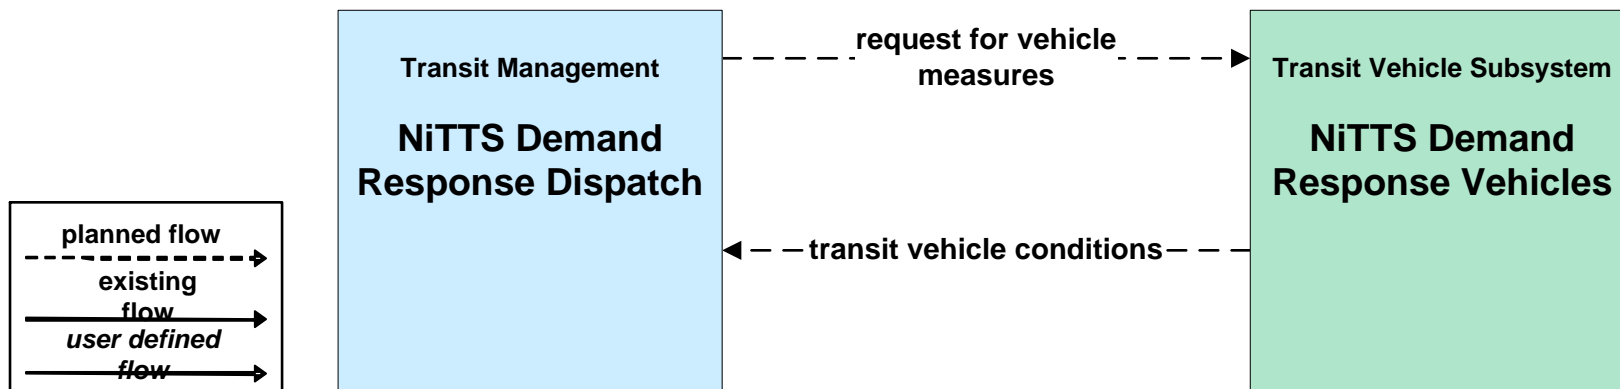 Transit Management
NiTTS Demand
Response Dispatch
request for vehicle
measures
transit vehicle conditions
Transit Vehicle Subsystem
NiTTS Demand
Response Vehicles
planned flow
existing
flow
user defined
flow